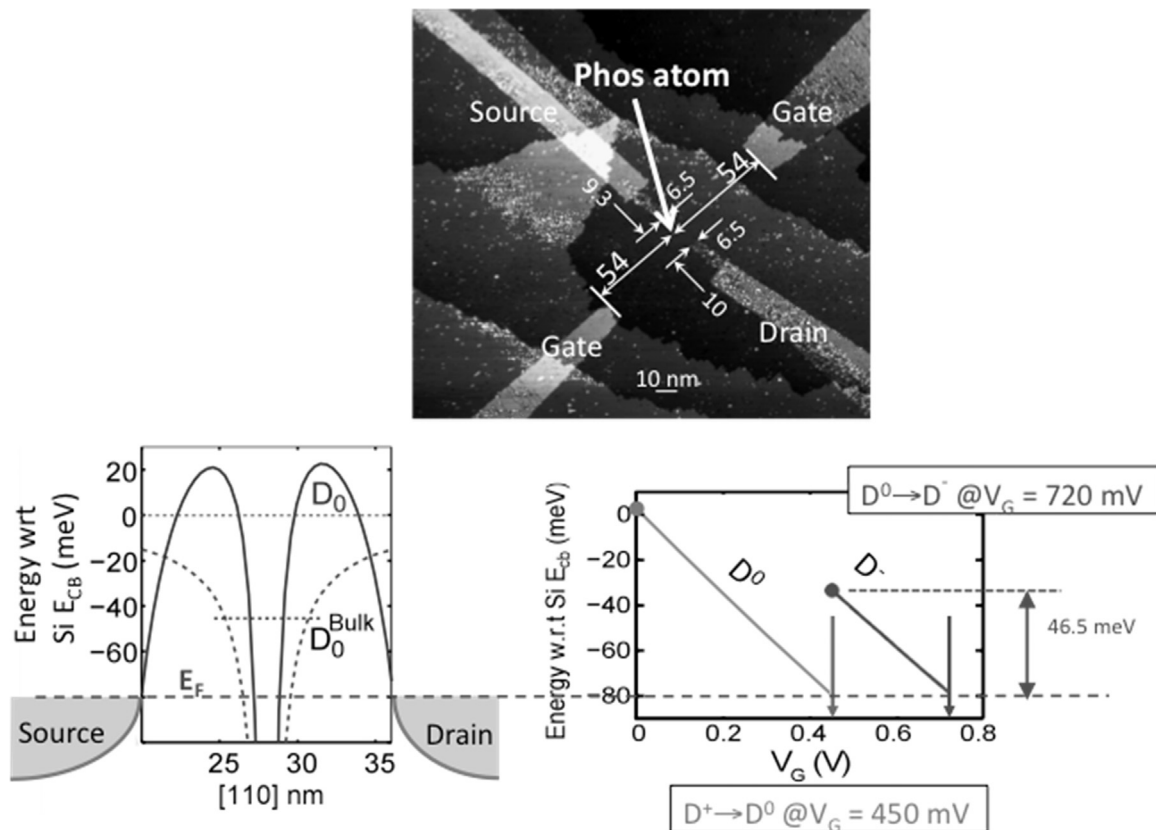 Phos atom
Source
Gate
54
6.5
9.3
6.5
54
10
Drain
Gate
10 nm
Energy wrt
Si E_CB (meV)
20
0
−20
−40
−60
D_0
D_0^Bulk
E_F
Source
Drain
25 30 35
[110] nm
D^0→D^- @V_G = 720 mV
Energy w.r.t Si E_cb (meV)
0
−20
−40
−60
−80
D^0
D_-
46.5 meV
0 0.2 0.4 0.6 0.8
V_G (V)
D^+→D^0 @V_G = 450 mV